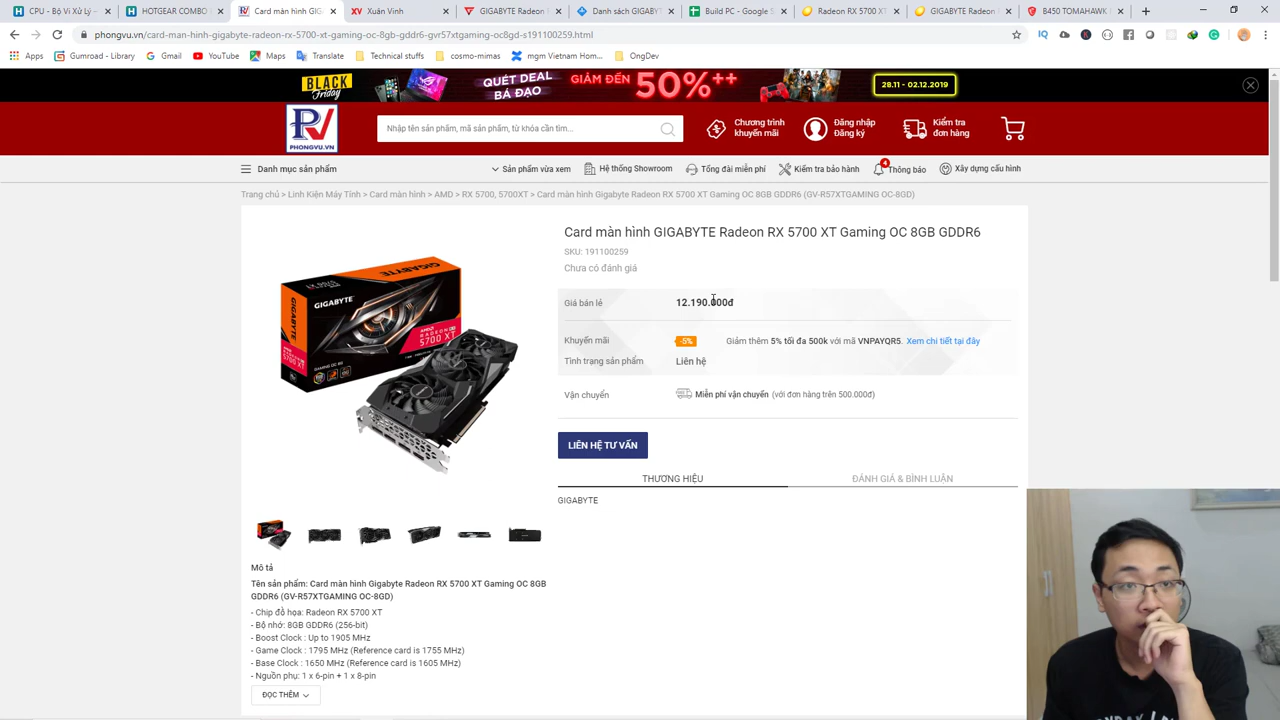 CPU - Bộ Vi Xử Lý
HOTGEAR COMBO
Card màn hình GIG
Xuân Vinh
GIGABYTE Radeon
Danh sách GIGABYT
Build PC - Google S
Radeon RX 5700 XT
GIGABYTE Radeon
B450 TOMAHAWK
phongvu.vn/card-man-hinh-gigabyte-radeon-rx-5700-xt-gaming-oc-8gb-gddr6-gvr57xtgaming-oc8gd-s191100259.html
Apps
Gumroad - Library
Gmail
YouTube
Maps
Translate
Technical stuffs
cosmo-mimas
mgm Vietnam Hom...
OngDev
BLACK Friday
QUÉT DEAL BÁ ĐẠO
GIẢM ĐẾN 50%++
28.11 - 02.12.2019
PV
PHONGVU.VN
Nhập tên sản phẩm, mã sản phẩm, từ khóa cần tìm...
Chương trình khuyến mãi
Đăng nhập Đăng ký
Kiểm tra đơn hàng
Danh mục sản phẩm
Sản phẩm vừa xem
Hệ thống Showroom
Tổng đài miễn phí
Kiểm tra bảo hành
4
Thông báo
Xây dựng cấu hình
Trang chủ > Linh Kiện Máy Tính > Card màn hình > AMD > RX 5700, 5700XT > Card màn hình Gigabyte Radeon RX 5700 XT Gaming OC 8GB GDDR6 (GV-R57XTGAMING OC-8GD)
Card màn hình GIGABYTE Radeon RX 5700 XT Gaming OC 8GB GDDR6
SKU: 191100259
Chưa có đánh giá
Giá bán lẻ 12.190.000đ
Khuyến mãi -5% Giảm thêm 5% tối đa 500k với mã VNPAYQR5. Xem chi tiết tại đây
Tình trạng sản phẩm Liên hệ
Vận chuyển Miễn phí vận chuyển (với đơn hàng trên 500.000đ)
LIÊN HỆ TƯ VẤN
THƯƠNG HIỆU
ĐÁNH GIÁ & BÌNH LUẬN
GIGABYTE
GIGABYTE
GIGABYTE
RADEON RX 5700 XT
Mô tả
Tên sản phẩm: Card màn hình Gigabyte Radeon RX 5700 XT Gaming OC 8GB
GDDR6 (GV-R57XTGAMING OC-8GD)
- Chip đồ họa: Radeon RX 5700 XT
- Bộ nhớ: 8GB GDDR6 (256-bit)
- Boost Clock : Up to 1905 MHz
- Game Clock : 1795 MHz (Reference card is 1755 MHz)
- Base Clock : 1650 MHz (Reference card is 1605 MHz)
- Nguồn phụ: 1 x 6-pin + 1 x 8-pin
ĐỌC THÊM